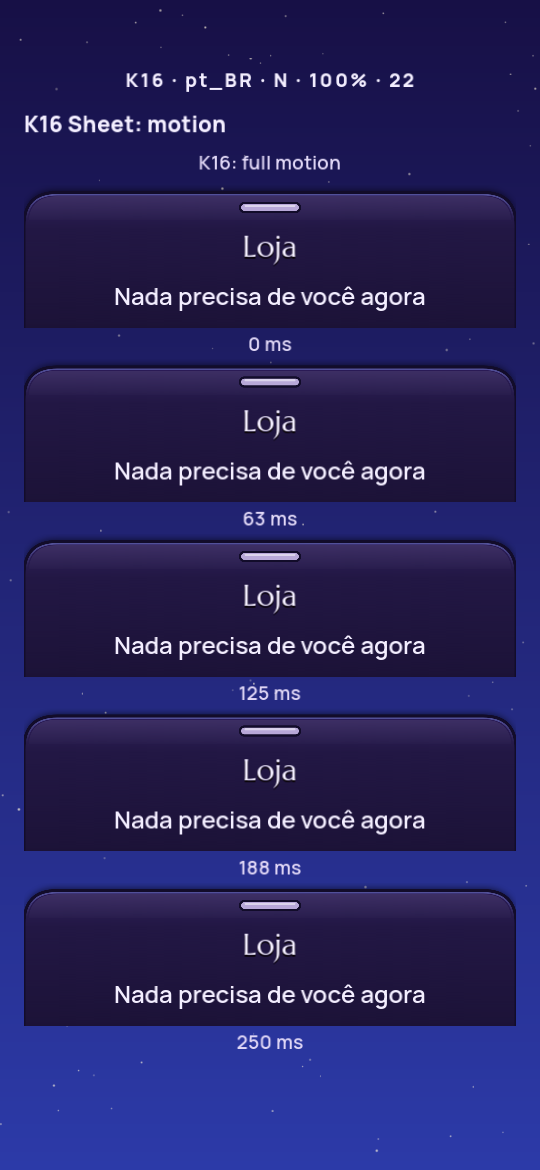 K16 · pt_BR · N · 100% · 22
K16 Sheet: motion
K16: full motion
Loja
Nada precisa de você agora
0 ms
Loja
Nada precisa de você agora
63 ms
Loja
Nada precisa de você agora
125 ms
Loja
Nada precisa de você agora
188 ms
Loja
Nada precisa de você agora
250 ms